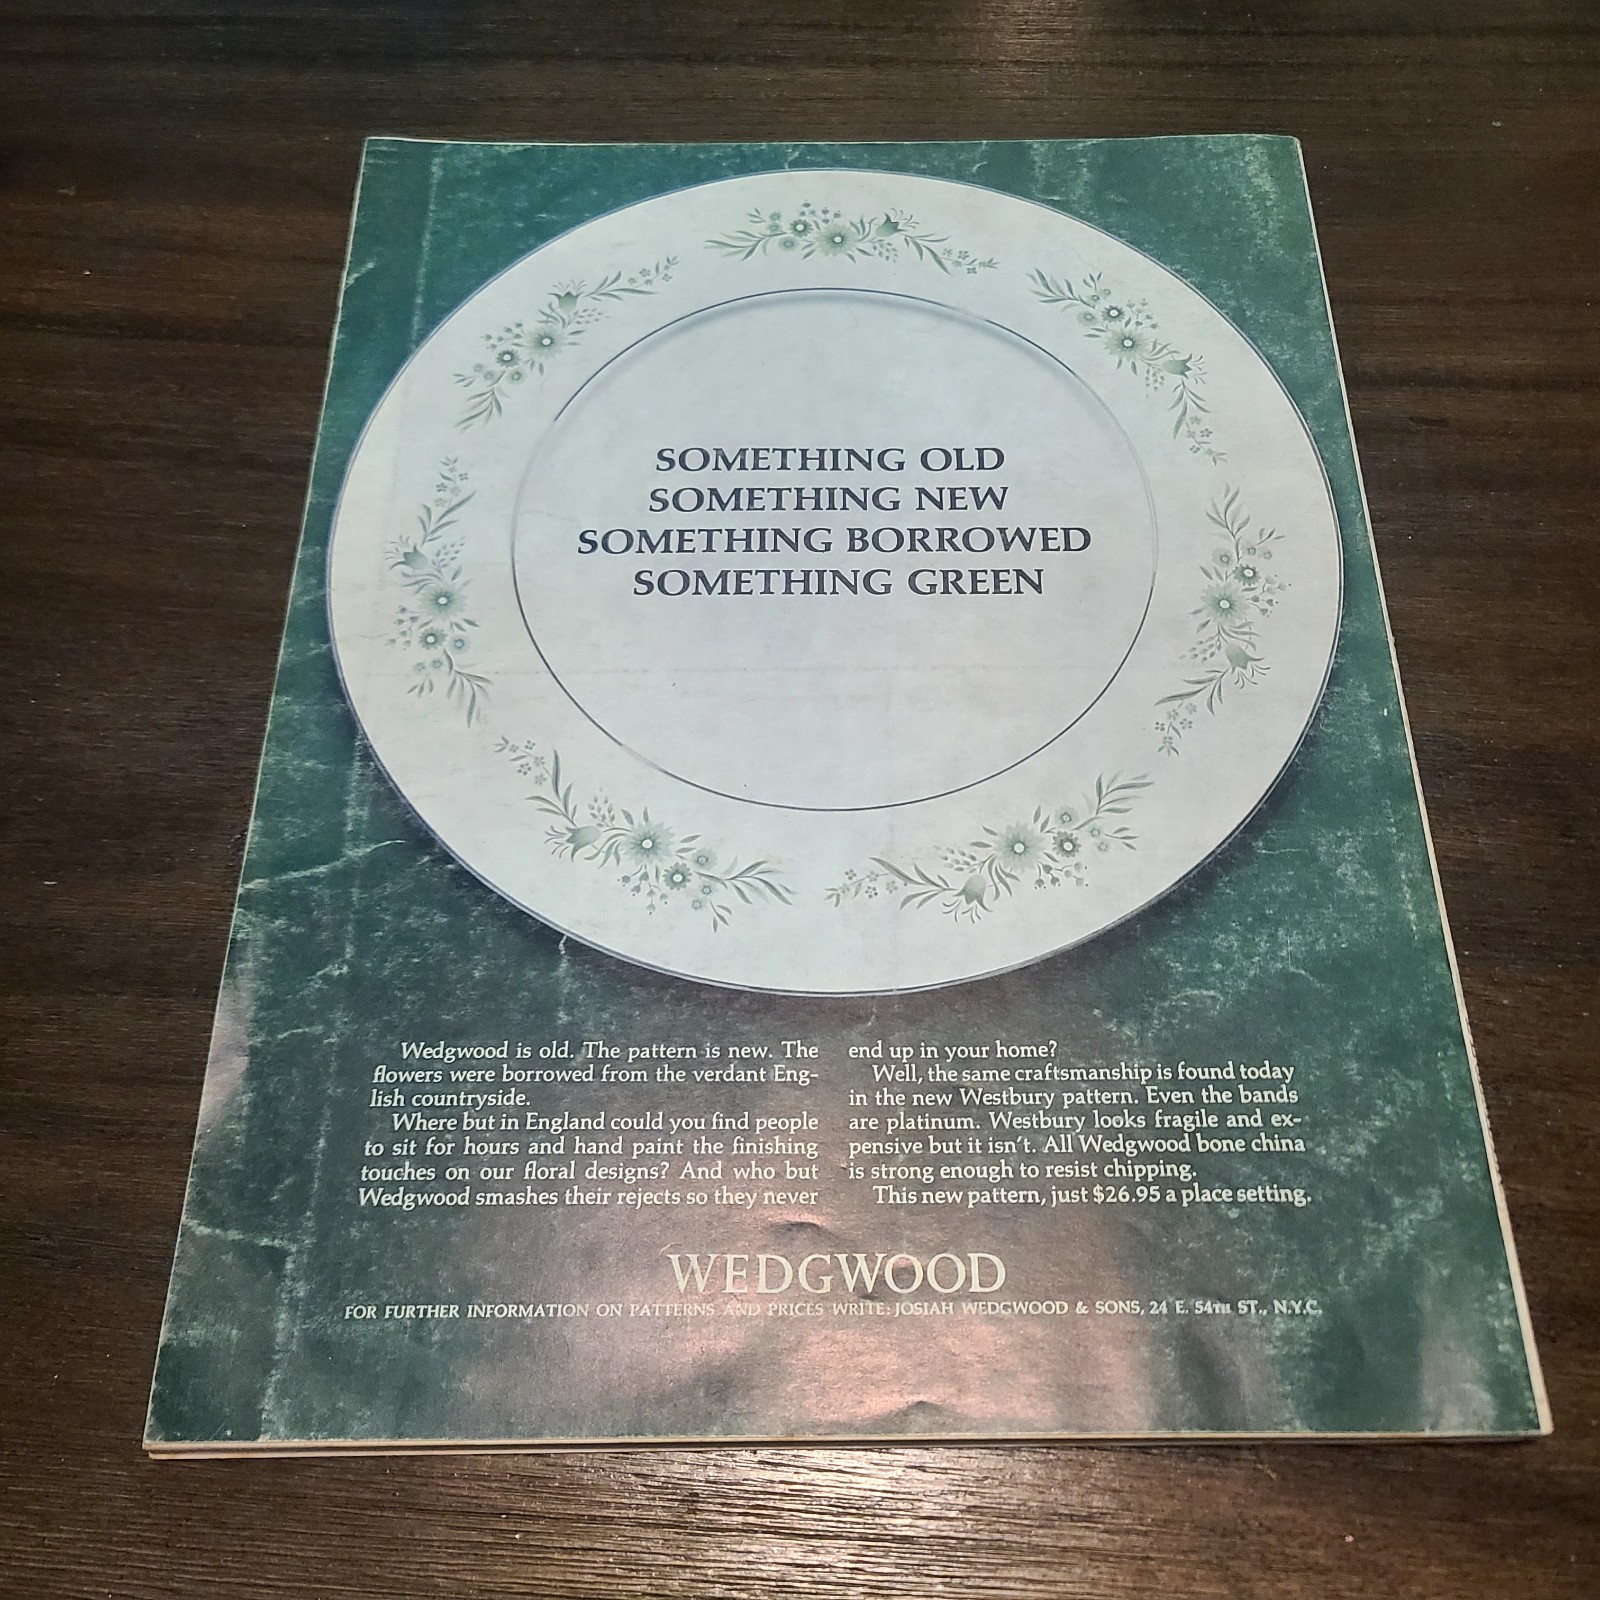 SOMETHING OLD
SOMETHING NEW
SOMETHING BORROWED
SOMETHING GREEN
Wedgwood is old. The pattern is new. The
flowers were borrowed from the verdant Eng-
lish countryside.
Where but in England could you find people
to sit for hours and hand paint the finishing
touches on our floral designs? And who but
Wedgwood smashes their rejects so they never
end up in your home?
Well, the same craftsmanship is found today
in the new Westbury pattern. Even the bands
are platinum. Westbury looks fragile and ex-
pensive but it isn't. All Wedgwood bone china
is strong enough to resist chipping.
This new pattern, just $26.95 a place setting.
WEDGWOOD
FOR FURTHER INFORMATION ON PATTERNS AND PRICES WRITE: JOSIAH WEDGWOOD & SONS, 24 E. 54TH ST., N.Y.C.